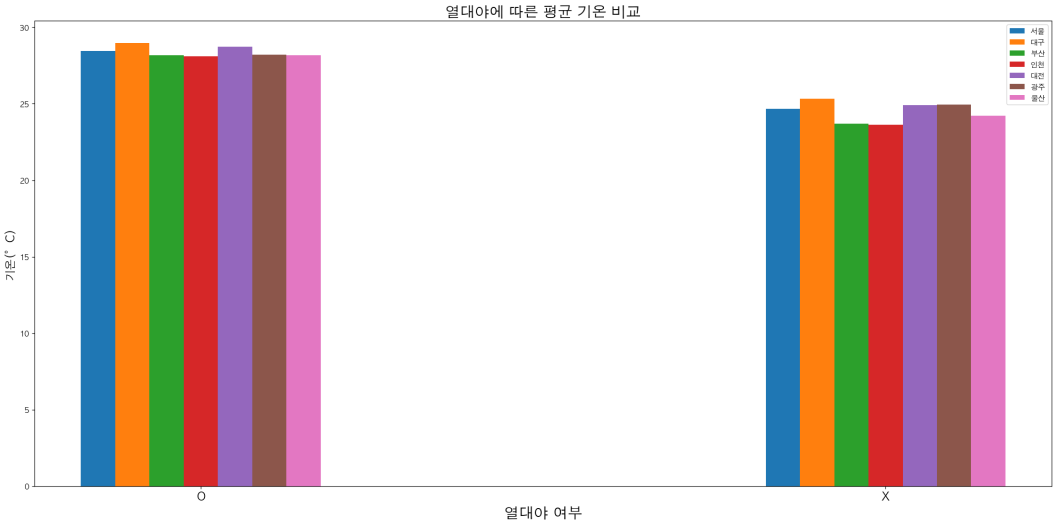 열대야에 따른 평균 기온 비교
서울
대구
부산
인천
대전
광주
울산
30
25
20
15
10
5
0
기온(° C)
O
X
열대야 여부